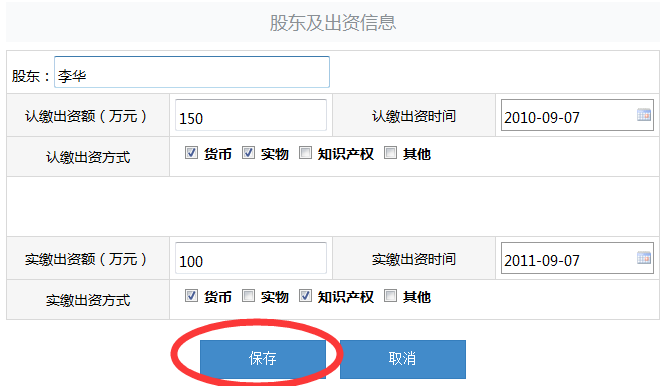 股东及出资信息
股东：李华
认缴出资额（万元） 150 认缴出资时间 2010-09-07
认缴出资方式 货币 实物 知识产权 其他
实缴出资额（万元） 100 实缴出资时间 2011-09-07
实缴出资方式 货币 实物 知识产权 其他
保存 取消